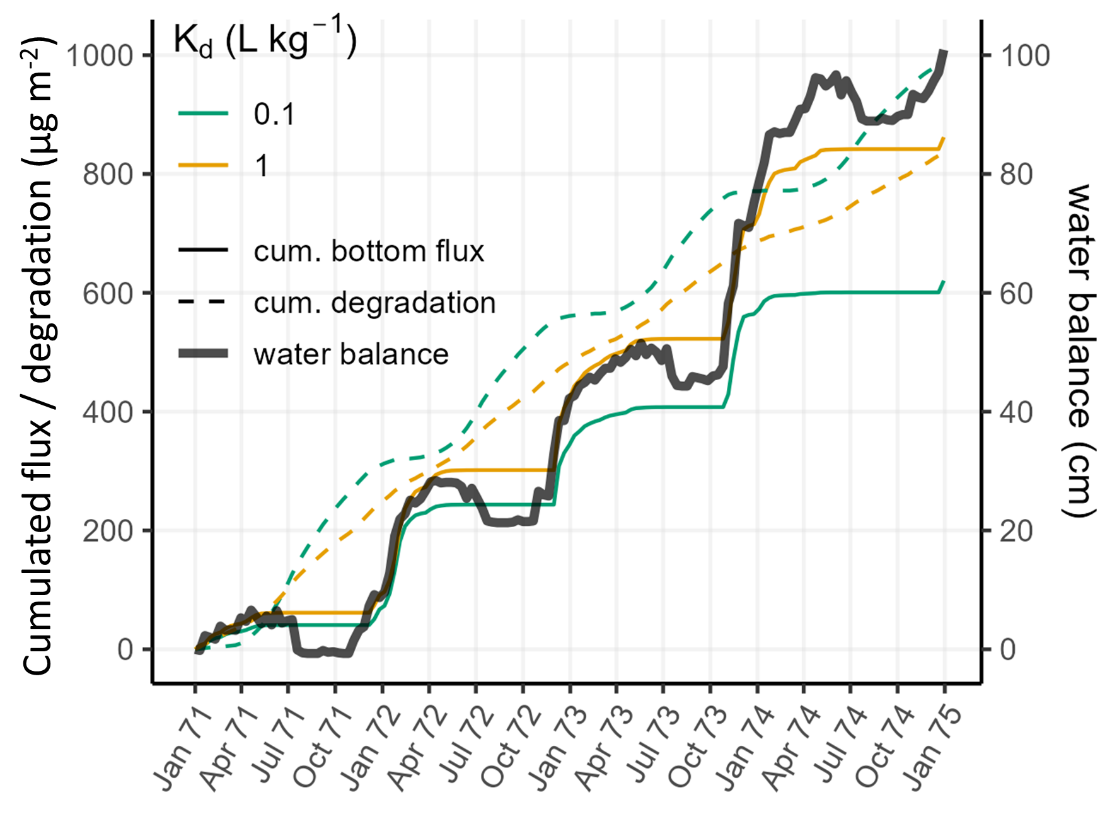 Cumulated flux / degradation (µg m⁻²)
1000
800
600
400
200
0
K_d (L kg⁻¹)
0.1
1
cum. bottom flux
cum. degradation
water balance
100
80
60
40
20
0
water balance (cm)
Jan 71
Apr 71
Jul 71
Oct 71
Jan 72
Apr 72
Jul 72
Oct 72
Jan 73
Apr 73
Jul 73
Oct 73
Jan 74
Apr 74
Jul 74
Oct 74
Jan 75